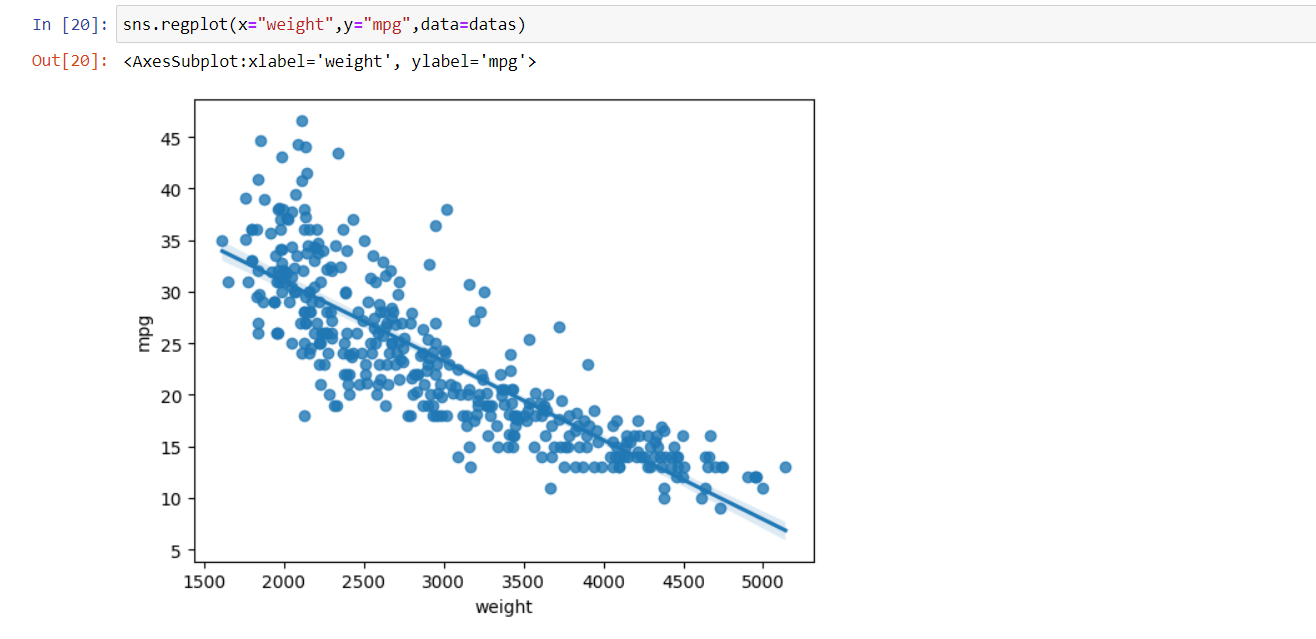 In [20]: sns.regplot(x="weight",y="mpg",data=datas)
Out[20]: <AxesSubplot:xlabel='weight', ylabel='mpg'>
45
40
35
30
25
20
15
10
5
mpg
1500 2000 2500 3000 3500 4000 4500 5000
weight